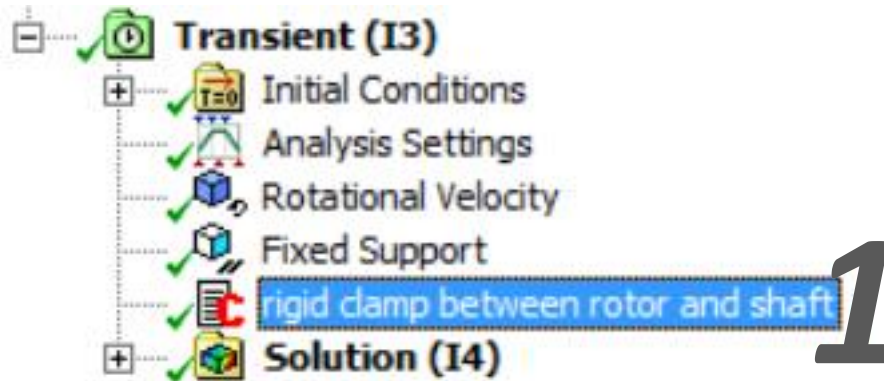 Transient (I3)
T=0 Initial Conditions
Analysis Settings
Rotational Velocity
Fixed Support
C rigid clamp between rotor and shaft
1
Solution (I4)